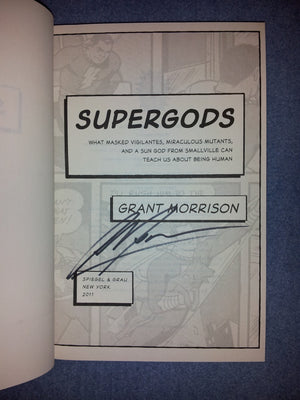 SUPERGODS
WHAT MASKED VIGILANTES, MIRACULOUS MUTANTS,
AND A SUN GOD FROM SMALLVILLE CAN
TEACH US ABOUT BEING HUMAN
GRANT MORRISON
SPIEGEL & GRAU
NEW YORK
2011